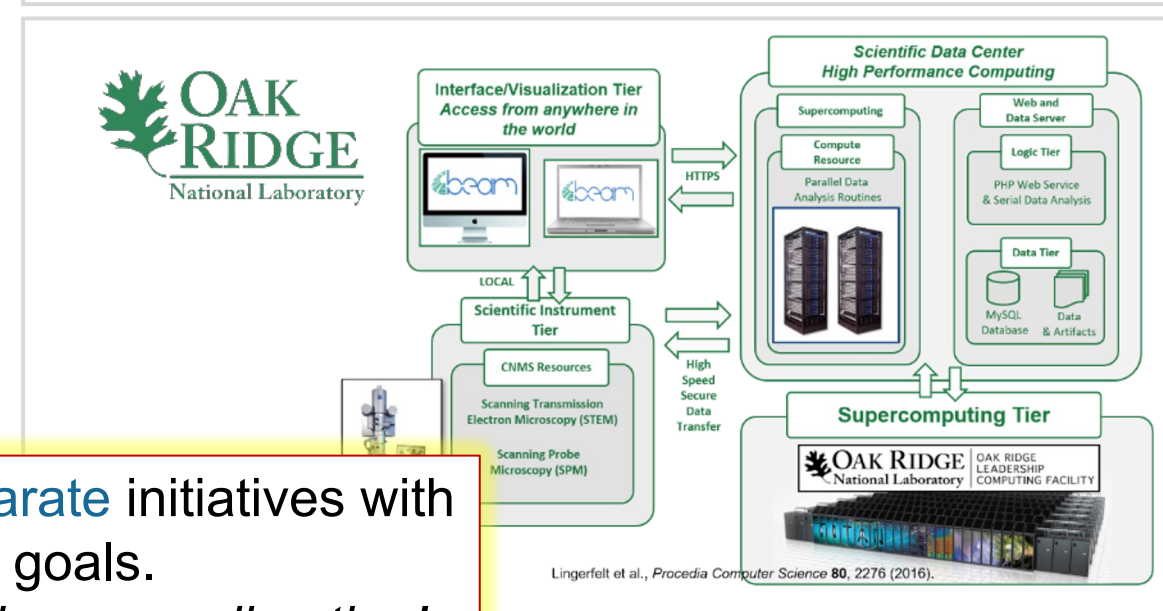 OAK
RIDGE
National Laboratory
Interface/Visualization Tier
Access from anywhere in
the world
beam
beam
HTTPS
LOCAL
Scientific Instrument
Tier
CNMS Resources
Scanning Transmission
Electron Microscopy (STEM)
Scanning Probe
Microscopy (SPM)
High
Speed
Secure
Data
Transfer
Scientific Data Center
High Performance Computing
Supercomputing
Compute
Resource
Parallel Data
Analysis Routines
Web and
Data Server
Logic Tier
PHP Web Service
& Serial Data Analysis
Data Tier
MySQL
Database
Data
& Artifacts
Supercomputing Tier
OAK RIDGE
National Laboratory
OAK RIDGE
LEADERSHIP
COMPUTING FACILITY
Lingerfelt et al., Procedia Computer Science 80, 2276 (2016).
initiatives with
goals.